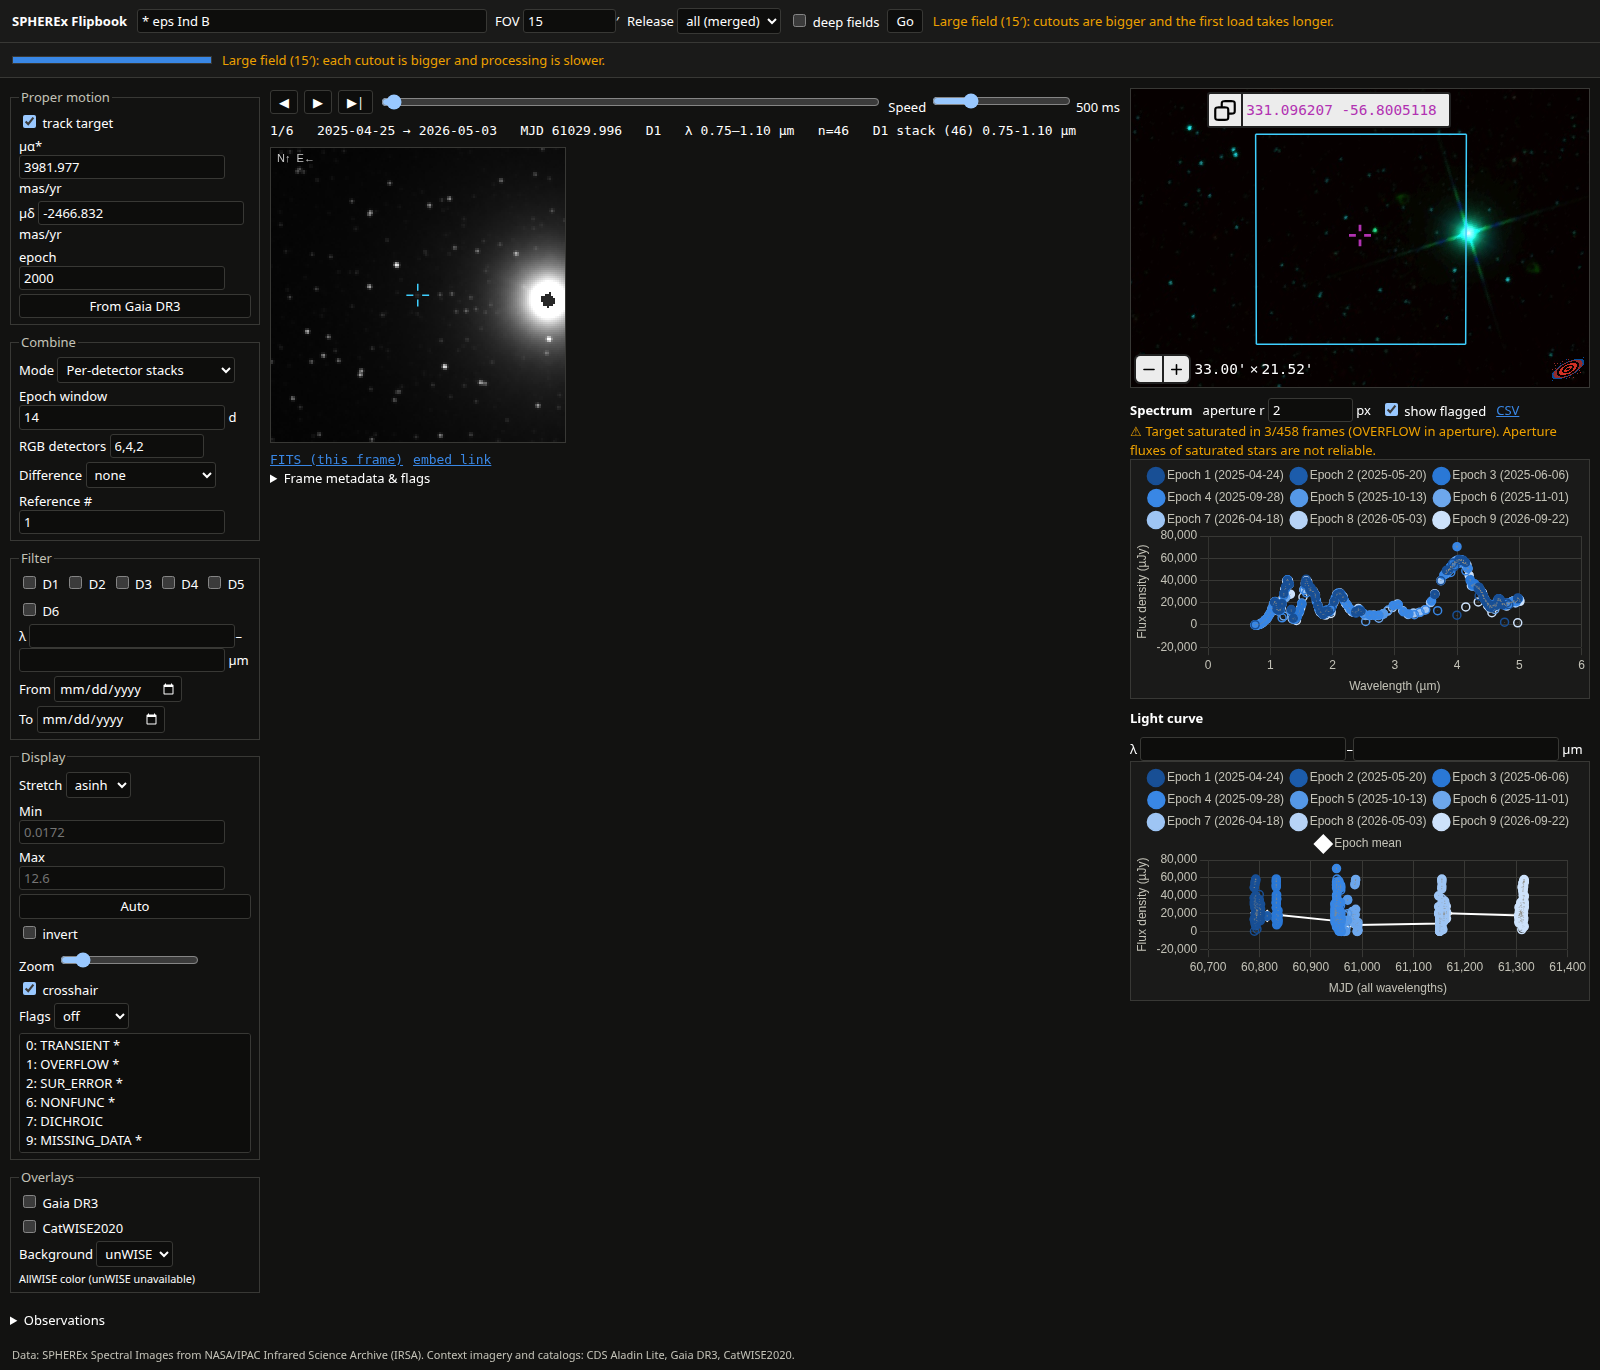 SPHEREx Flipbook * eps Ind B FOV 15 ′ Release all (merged) deep fields Go Large field (15′): cutouts are bigger and the first load takes longer.
Large field (15′): each cutout is bigger and processing is slower.
Proper motion
track target
μα*
3981.977
mas/yr
μδ -2466.832
mas/yr
epoch
2000
From Gaia DR3
Combine
Mode Per-detector stacks
Epoch window
14 d
RGB detectors 6,4,2
Difference none
Reference #
1
Filter
D1 D2 D3 D4 D5
D6
λ –
μm
From mm/dd/yyyy
To mm/dd/yyyy
Display
Stretch asinh
Min
0.0172
Max
12.6
Auto
invert
Zoom
crosshair
Flags off
0: TRANSIENT *
1: OVERFLOW *
2: SUR_ERROR *
6: NONFUNC *
7: DICHROIC
9: MISSING_DATA *
Overlays
Gaia DR3
CatWISE2020
Background unWISE
AllWISE color (unWISE unavailable)
Observations
◀ ▶ ▶| Speed 500 ms
1/6 2025-04-25 → 2026-05-03 MJD 61029.996 D1 λ 0.75–1.10 μm n=46 D1 stack (46) 0.75-1.10 μm
N↑ E←
FITS (this frame) embed link
▶ Frame metadata & flags
331.096207 -56.8005118
− + 33.00' × 21.52'
Spectrum aperture r 2 px show flagged CSV
⚠ Target saturated in 3/458 frames (OVERFLOW in aperture). Aperture
fluxes of saturated stars are not reliable.
Epoch 1 (2025-04-24) Epoch 2 (2025-05-20) Epoch 3 (2025-06-06)
Epoch 4 (2025-09-28) Epoch 5 (2025-10-13) Epoch 6 (2025-11-01)
Epoch 7 (2026-04-18) Epoch 8 (2026-05-03) Epoch 9 (2026-09-22)
80,000
60,000
40,000
20,000
0
-20,000
Flux density (μJy)
0 1 2 3 4 5 6
Wavelength (μm)
Light curve
λ – μm
Epoch 1 (2025-04-24) Epoch 2 (2025-05-20) Epoch 3 (2025-06-06)
Epoch 4 (2025-09-28) Epoch 5 (2025-10-13) Epoch 6 (2025-11-01)
Epoch 7 (2026-04-18) Epoch 8 (2026-05-03) Epoch 9 (2026-09-22)
Epoch mean
80,000
60,000
40,000
20,000
0
-20,000
Flux density (μJy)
60,700 60,800 60,900 61,000 61,100 61,200 61,300 61,400
MJD (all wavelengths)
Data: SPHEREx Spectral Images from NASA/IPAC Infrared Science Archive (IRSA). Context imagery and catalogs: CDS Aladin Lite, Gaia DR3, CatWISE2020.